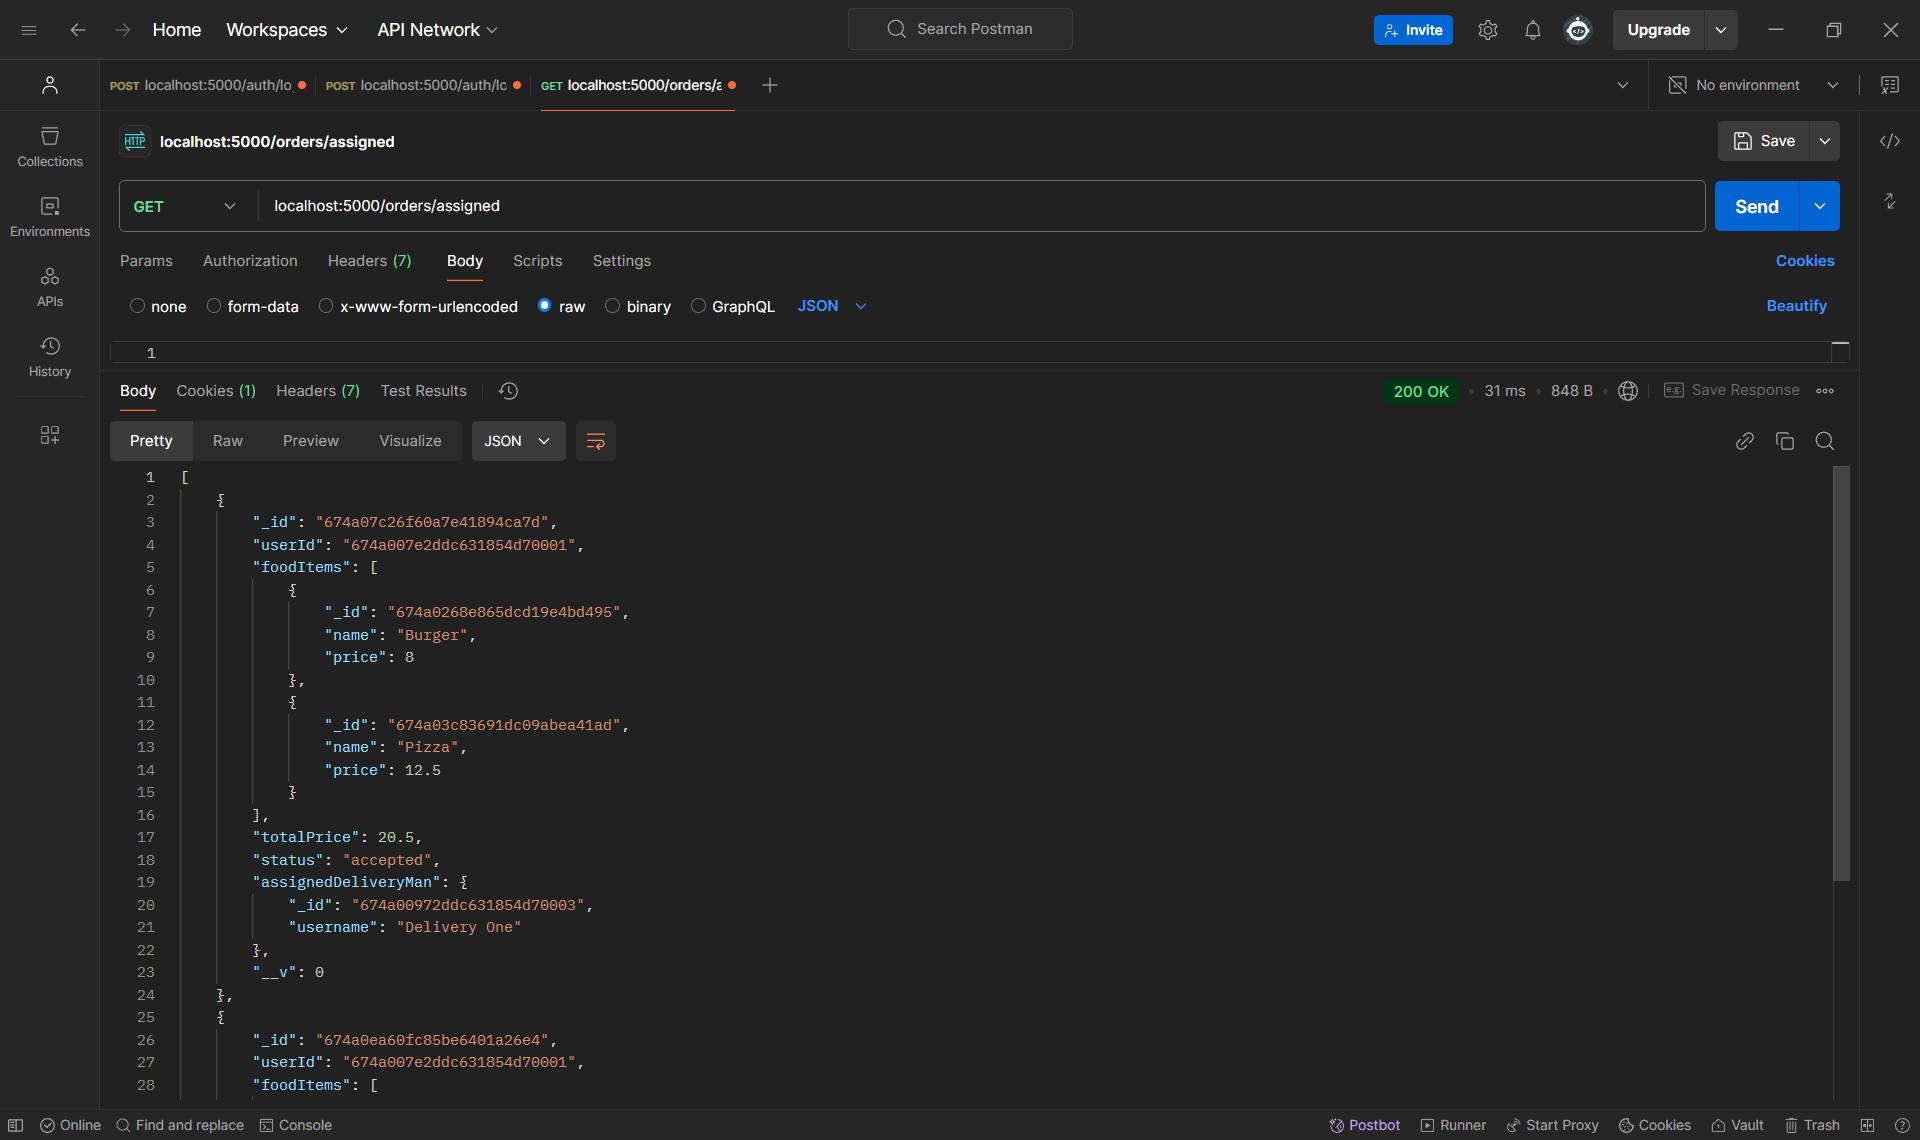 Home Workspaces API Network Search Postman Invite Upgrade
POST localhost:5000/auth/lo POST localhost:5000/auth/lc GET localhost:5000/orders/a No environment
HTTP localhost:5000/orders/assigned Save
Collections
GET localhost:5000/orders/assigned Send
Environments
Params Authorization Headers (7) Body Scripts Settings Cookies
APIs
none form-data x-www-form-urlencoded raw binary GraphQL JSON Beautify
1
History
Body Cookies (1) Headers (7) Test Results 200 OK • 31 ms • 848 B • e.g. Save Response
Pretty Raw Preview Visualize JSON
1 [
2 {
3 "_id": "674a07c26f60a7e41894ca7d",
4 "userId": "674a007e2ddc631854d70001",
5 "foodItems": [
6 {
7 "_id": "674a0268e865dcd19e4bd495",
8 "name": "Burger",
9 "price": 8
10 },
11 {
12 "_id": "674a03c83691dc09abea41ad",
13 "name": "Pizza",
14 "price": 12.5
15 }
16 ],
17 "totalPrice": 20.5,
18 "status": "accepted",
19 "assignedDeliveryMan": {
20 "_id": "674a00972ddc631854d70003",
21 "username": "Delivery One"
22 },
23 "__v": 0
24 },
25 {
26 "_id": "674a0ea60fc85be6401a26e4",
27 "userId": "674a007e2ddc631854d70001",
28 "foodItems": [
Online Find and replace Console Postbot Runner Start Proxy Cookies Vault Trash